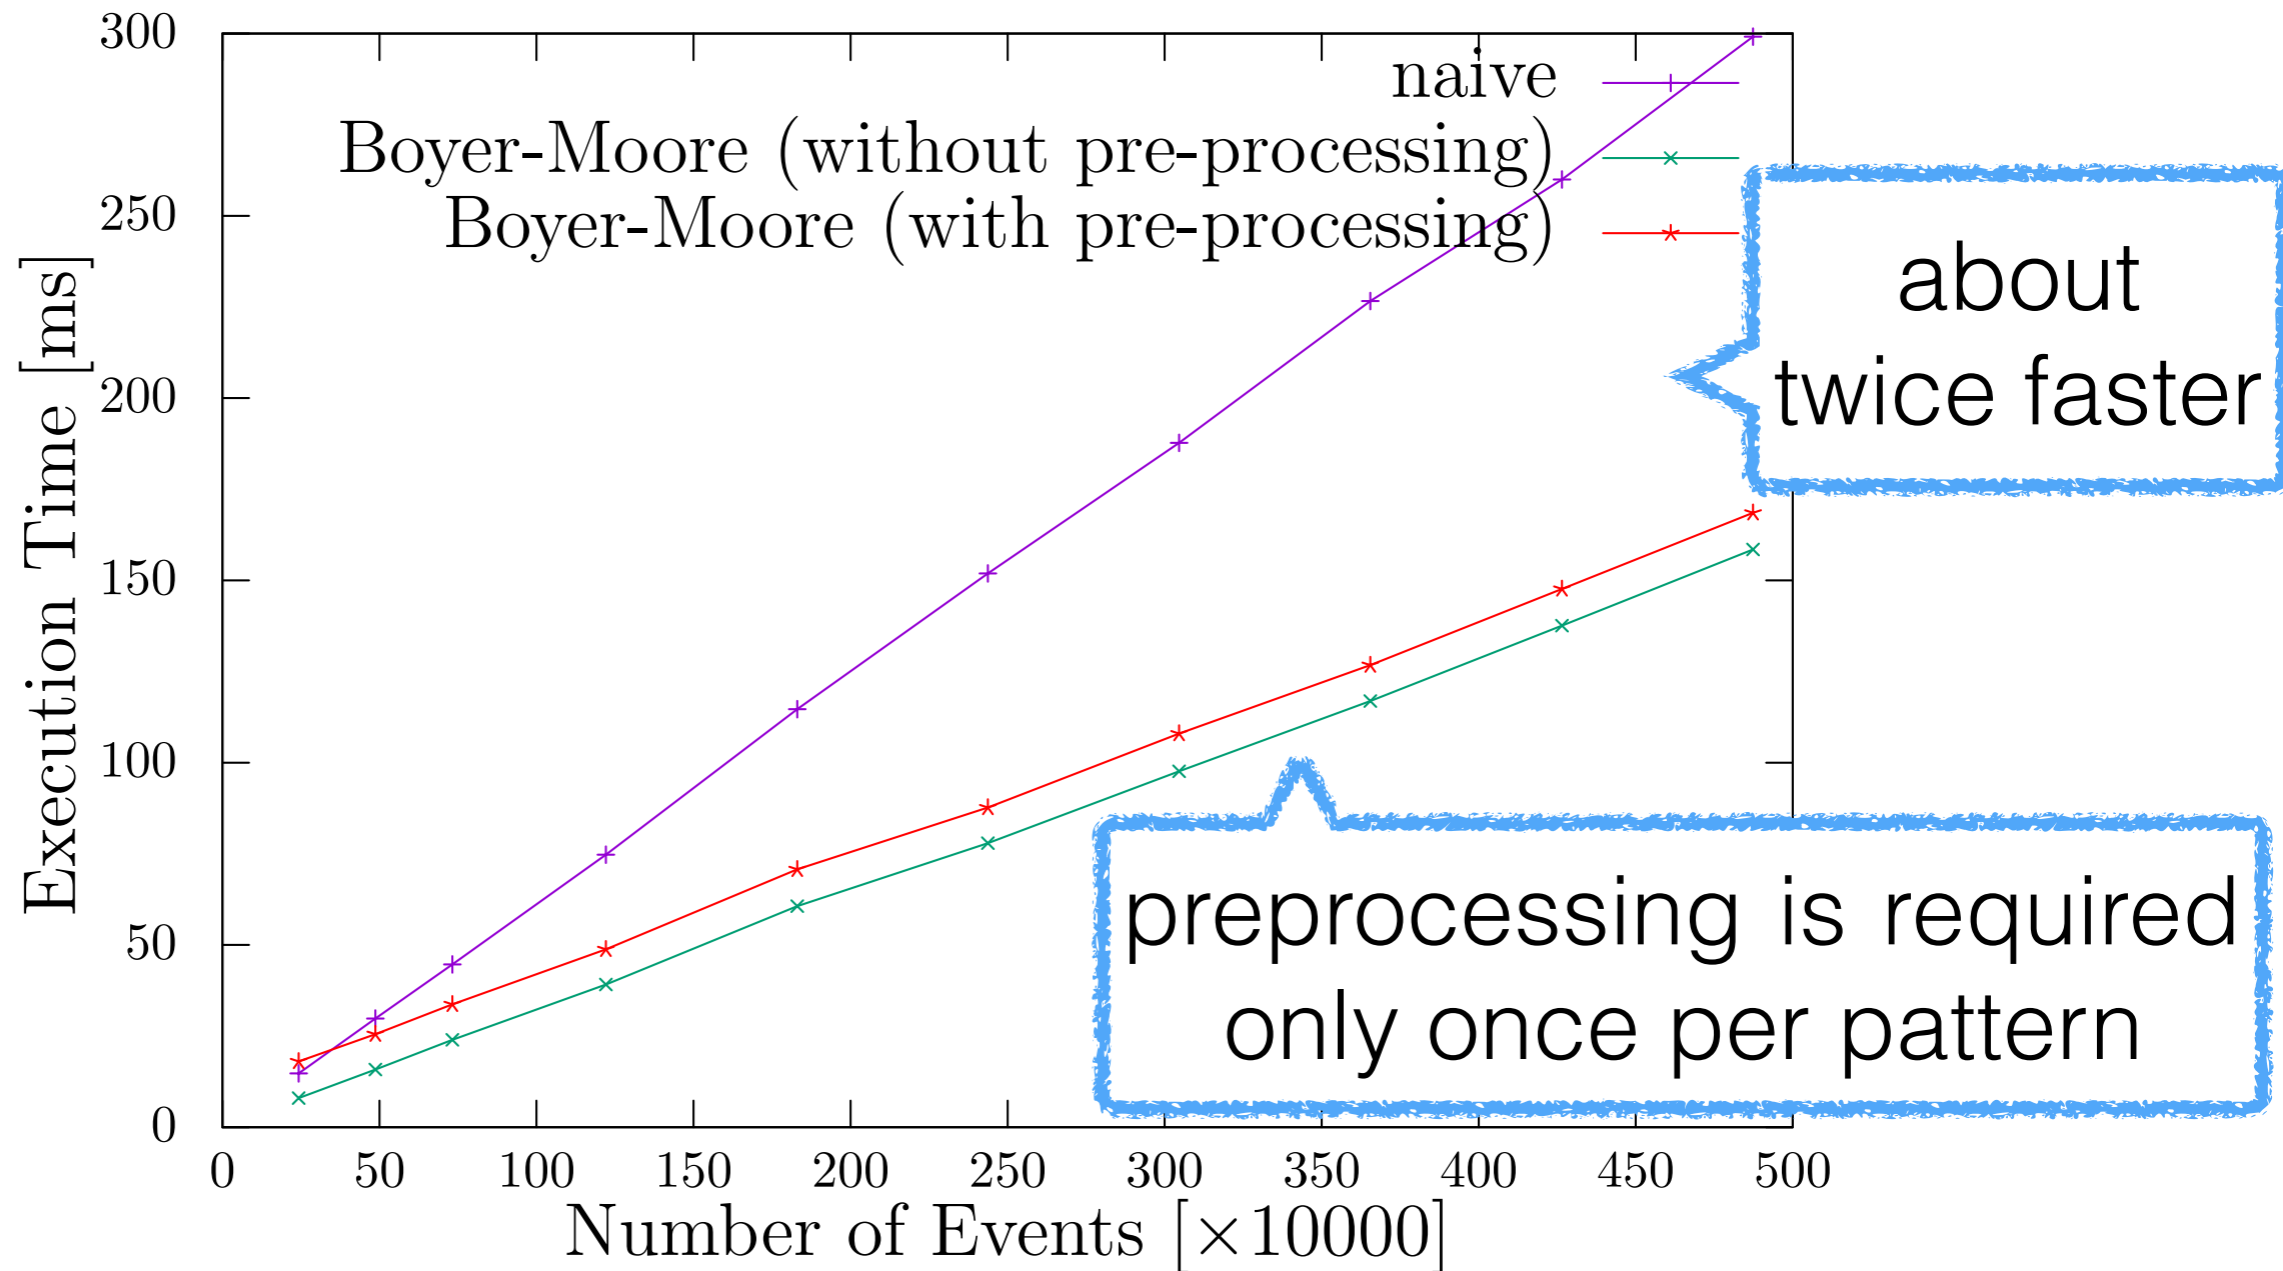 300
250
200
150
100
50
0
Execution Time [ms]
naive
Boyer-Moore (without pre-processing)
Boyer-Moore (with pre-processing)
about
twice faster
preprocessing is required
only once per pattern
0 50 100 150 200 250 300 350 400 450 500
Number of Events [×10000]